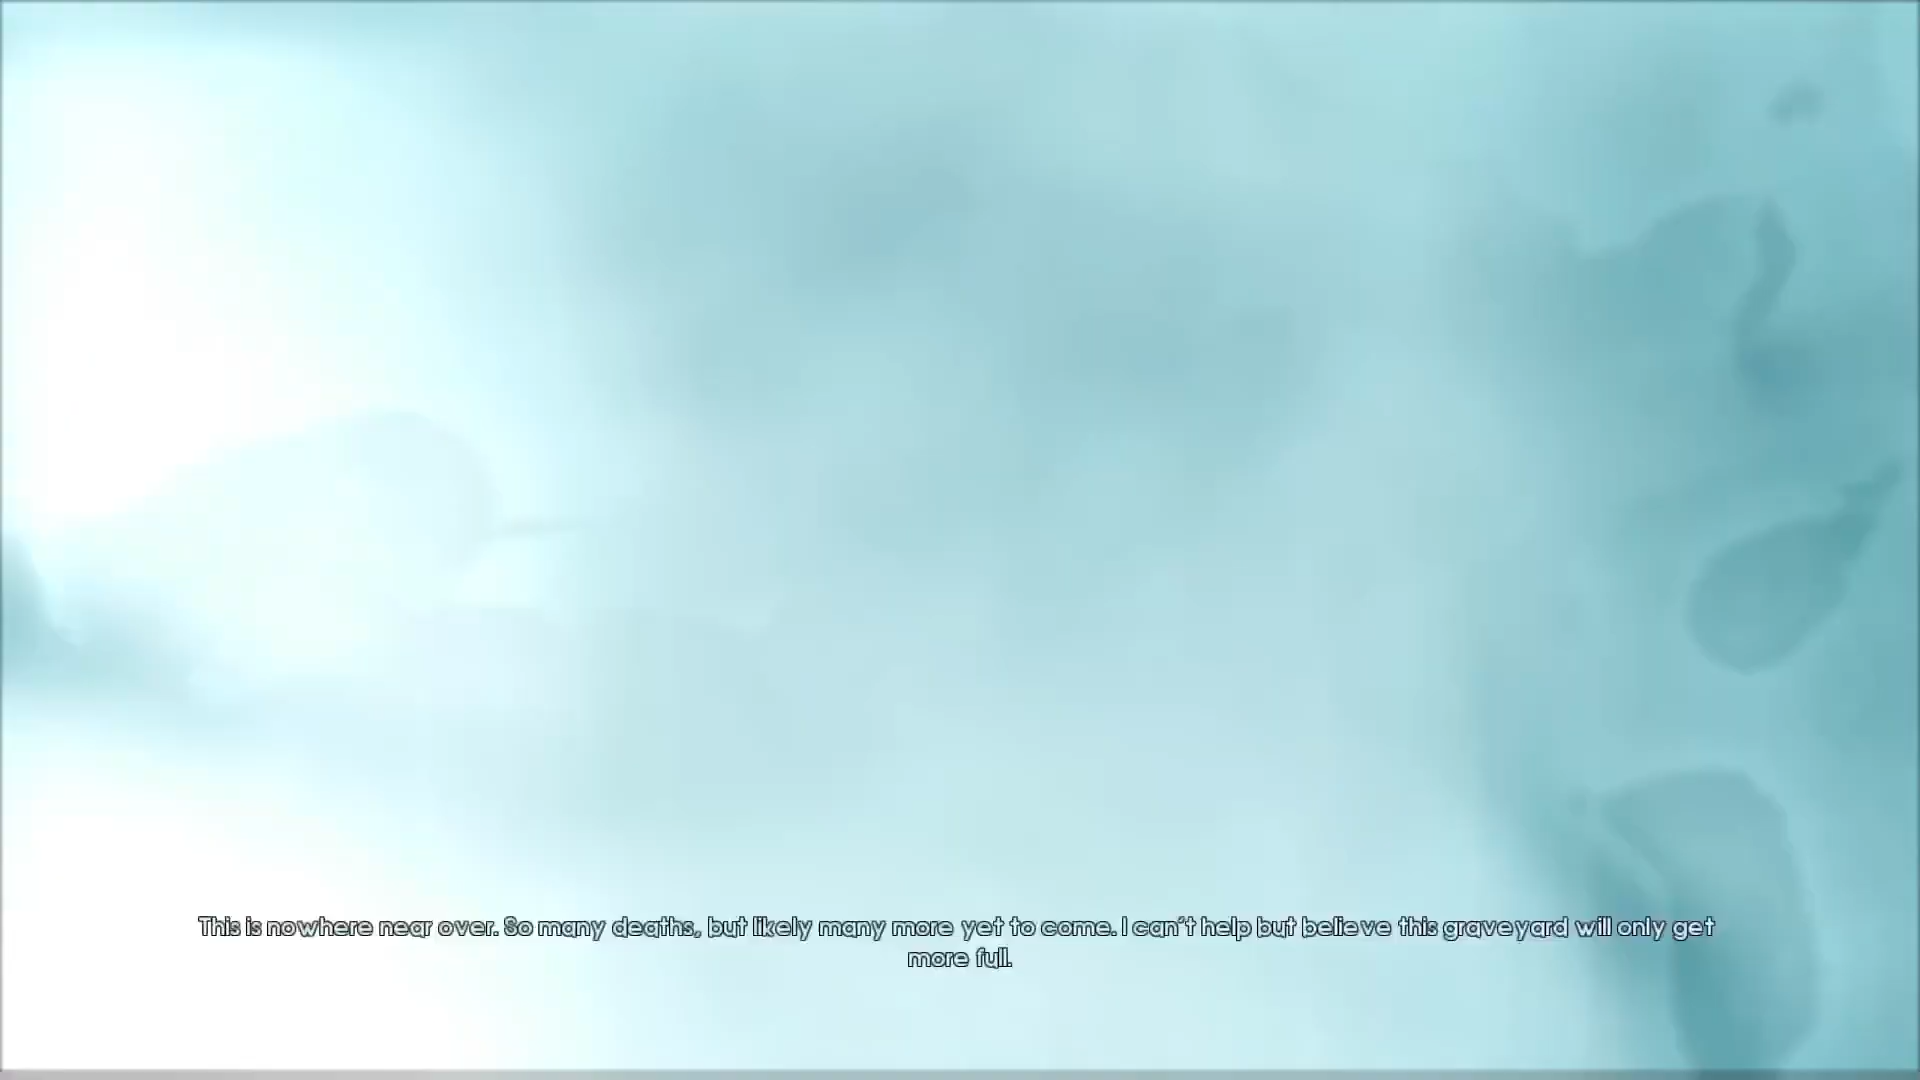 This is nowhere near over. So many deaths, but likely many more yet to come. I can't help but believe this graveyard will only get
more full.